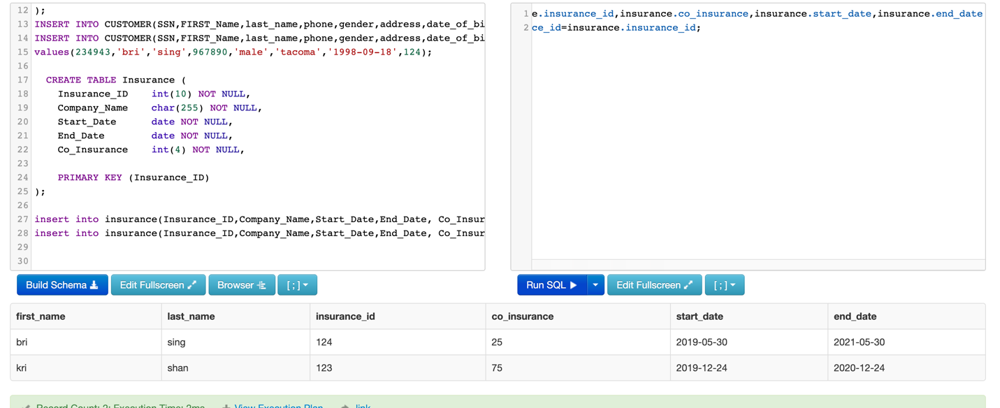 12 );
13 INSERT INTO CUSTOMER(SSN,FIRST_Name,last_name,phone,gender,address,date_of_bi
14 INSERT INTO CUSTOMER(SSN,FIRST_Name,last_name,phone,gender,address,date_of_bi
15 values(234943,'bri','sing',967890,'male','tacoma','1998-09-18',124);
16
17 CREATE TABLE Insurance (
18 Insurance_ID int(10) NOT NULL,
19 Company_Name char(255) NOT NULL,
20 Start_Date date NOT NULL,
21 End_Date date NOT NULL,
22 Co_Insurance int(4) NOT NULL,
23
24 PRIMARY KEY (Insurance_ID)
25 );
26
27 insert into insurance(Insurance_ID,Company_Name,Start_Date,End_Date, Co_Insur
28 insert into insurance(Insurance_ID,Company_Name,Start_Date,End_Date, Co_Insur
29
30
1 e.insurance_id,insurance.co_insurance,insurance.start_date,insurance.end_date
2 ce_id=insurance.insurance_id;
Build Schema Edit Fullscreen Browser [ ; ]
Run SQL Edit Fullscreen [ ; ]
first_name last_name insurance_id co_insurance start_date end_date
bri sing 124 25 2019-05-30 2021-05-30
kri shan 123 75 2019-12-24 2020-12-24
Record Count: 2; Execution Time: 2ms View Execution Plan link